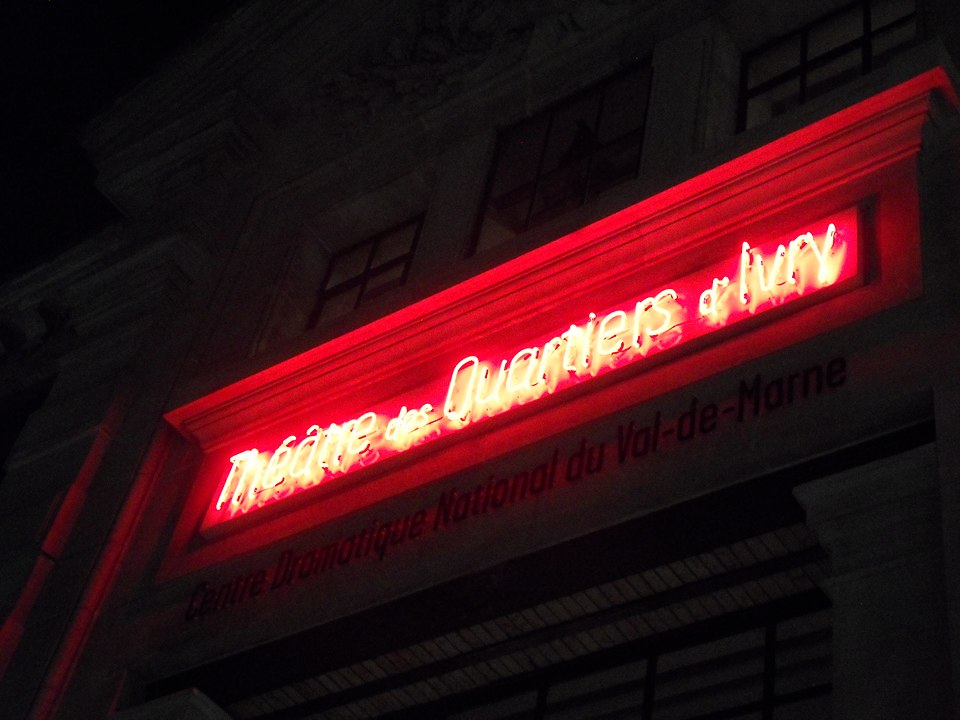 Théâtre des Quartiers d'Ivry
Centre Dramatique National du Val-de-Marne